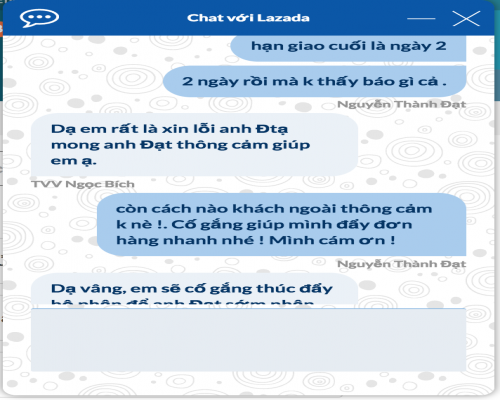 Chat với Lazada
hạn giao cuối là ngày 2
2 ngày rồi mà k thấy báo gì cả .
Nguyễn Thành Đạt
Dạ em rất là xin lỗi anh Đtạ
mong anh Đạt thông cảm giúp
em ạ.
TVV Ngọc Bích
còn cách nào khách ngoài thông cảm
k nè !. Cố gắng giúp mình đẩy đơn
hàng nhanh nhé ! Mình cám ơn !
Nguyễn Thành Đạt
Dạ vâng, em sẽ cố gắng thúc đẩy
bộ phận để anh Đạt sớm nhận